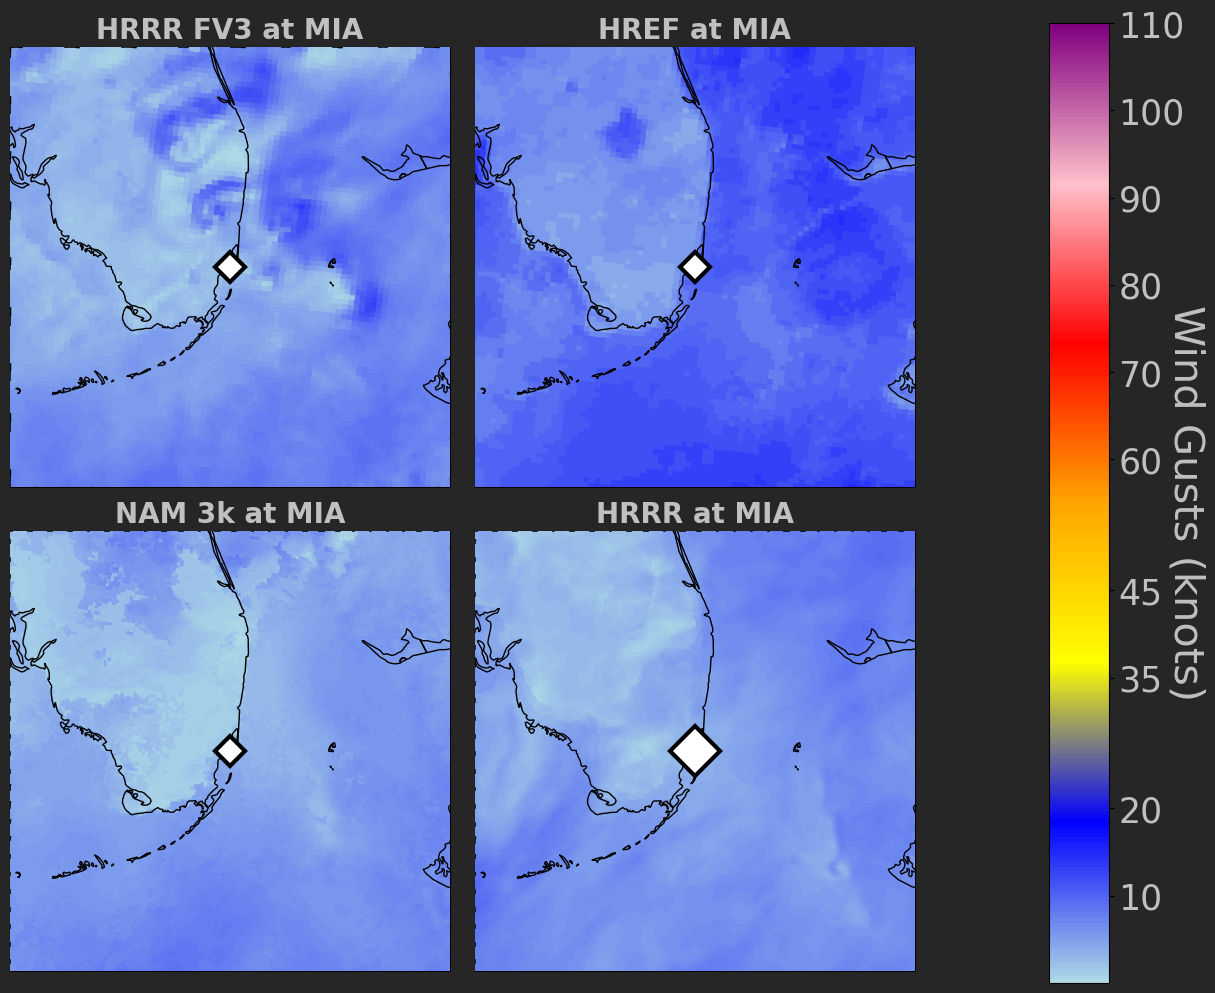 HRRR FV3 at MIA
HREF at MIA
NAM 3k at MIA
HRRR at MIA
110
100
90
80
70
60
45
35
20
10
Wind Gusts (knots)